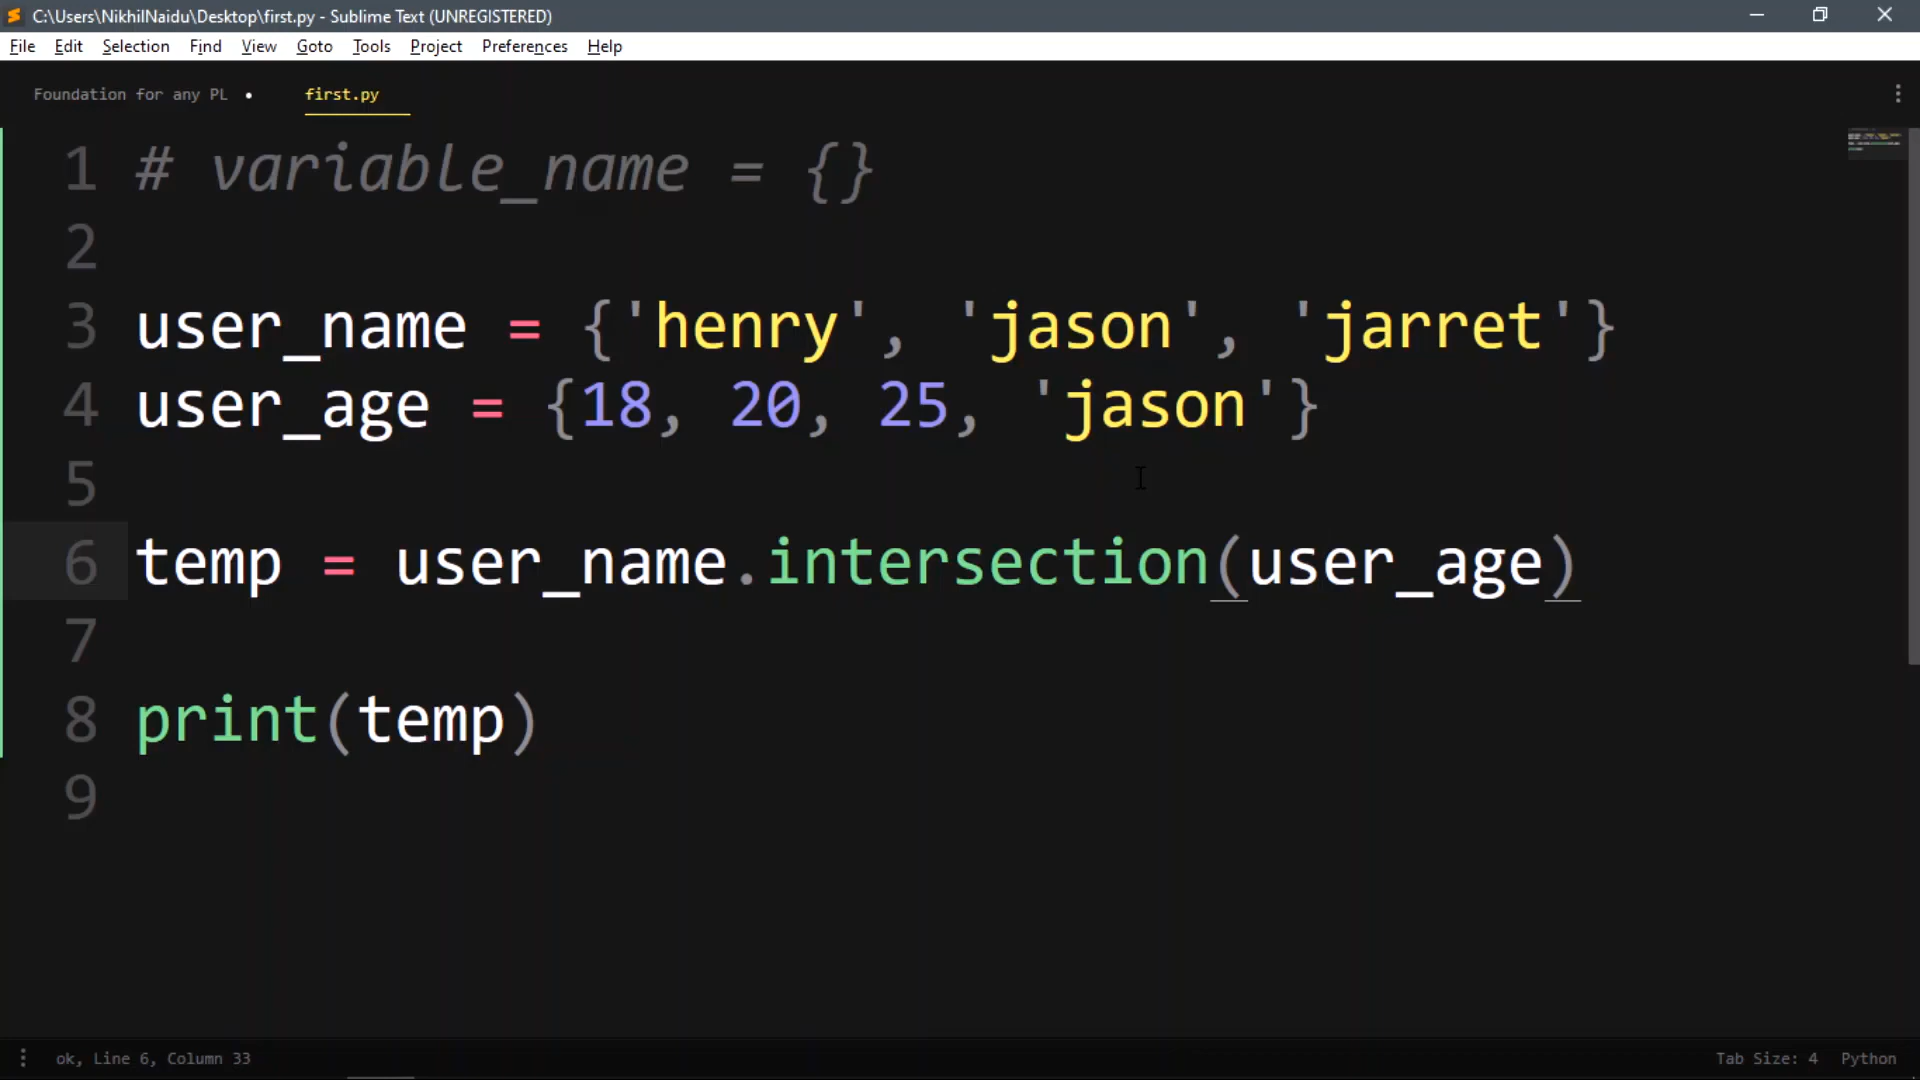 C:\Users\NikhilNaidu\Desktop\first.py - Sublime Text (UNREGISTERED)
File Edit Selection Find View Goto Tools Project Preferences Help
Foundation for any PL • first.py
1 # variable_name = {}
2
3 user_name = {'henry', 'jason', 'jarret'}
4 user_age = {18, 20, 25, 'jason'}
5
6 temp = user_name.intersection(user_age)
7
8 print(temp)
9
ok, Line 6, Column 33 Tab Size: 4 Python